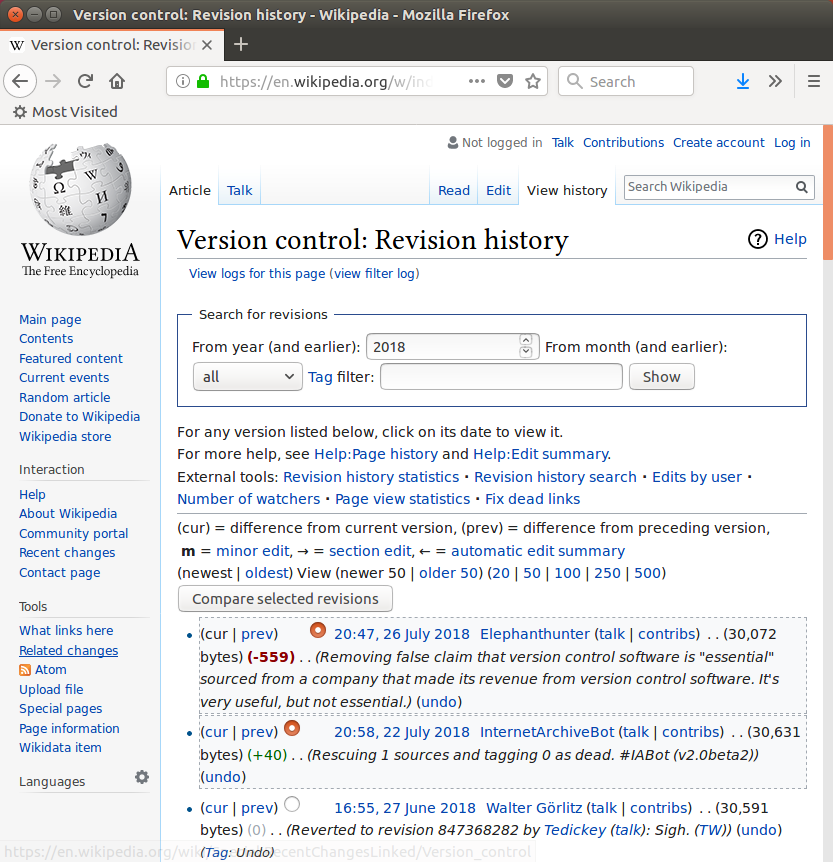 Version control: Revision history - Wikipedia - Mozilla Firefox
W Version control: Revisio
https://en.wikipedia.org/w/in
Search
Most Visited
Not logged in Talk Contributions Create account Log in
Article Talk Read Edit View history Search Wikipedia
Ω W И 維
WIKIPEDIA
The Free Encyclopedia
Main page
Contents
Featured content
Current events
Random article
Donate to Wikipedia
Wikipedia store
Interaction
Help
About Wikipedia
Community portal
Recent changes
Contact page
Tools
What links here
Related changes
Atom
Upload file
Special pages
Page information
Wikidata item
Languages
Version control: Revision history
? Help
View logs for this page (view filter log)
Search for revisions
From year (and earlier): 2018 From month (and earlier):
all Tag filter: Show
For any version listed below, click on its date to view it.
For more help, see Help:Page history and Help:Edit summary.
External tools: Revision history statistics · Revision history search · Edits by user ·
Number of watchers · Page view statistics · Fix dead links
(cur) = difference from current version, (prev) = difference from preceding version,
m = minor edit, → = section edit, ← = automatic edit summary
(newest | oldest) View (newer 50 | older 50) (20 | 50 | 100 | 250 | 500)
Compare selected revisions
• (cur | prev) 20:47, 26 July 2018 Elephanthunter (talk | contribs) . . (30,072
bytes) (-559) . . (Removing false claim that version control software is "essential"
sourced from a company that made its revenue from version control software. It's
very useful, but not essential.) (undo)
• (cur | prev) 20:58, 22 July 2018 InternetArchiveBot (talk | contribs) . . (30,631
bytes) (+40) . . (Rescuing 1 sources and tagging 0 as dead. #IABot (v2.0beta2))
(undo)
• (cur | prev) 16:55, 27 June 2018 Walter Görlitz (talk | contribs) . . (30,591
bytes) (0) . . (Reverted to revision 847368282 by Tedickey (talk): Sigh. (TW)) (undo)
(Tag: Undo)
https://en.wikipedia.org/wiki/Special:RecentChangesLinked/Version_control